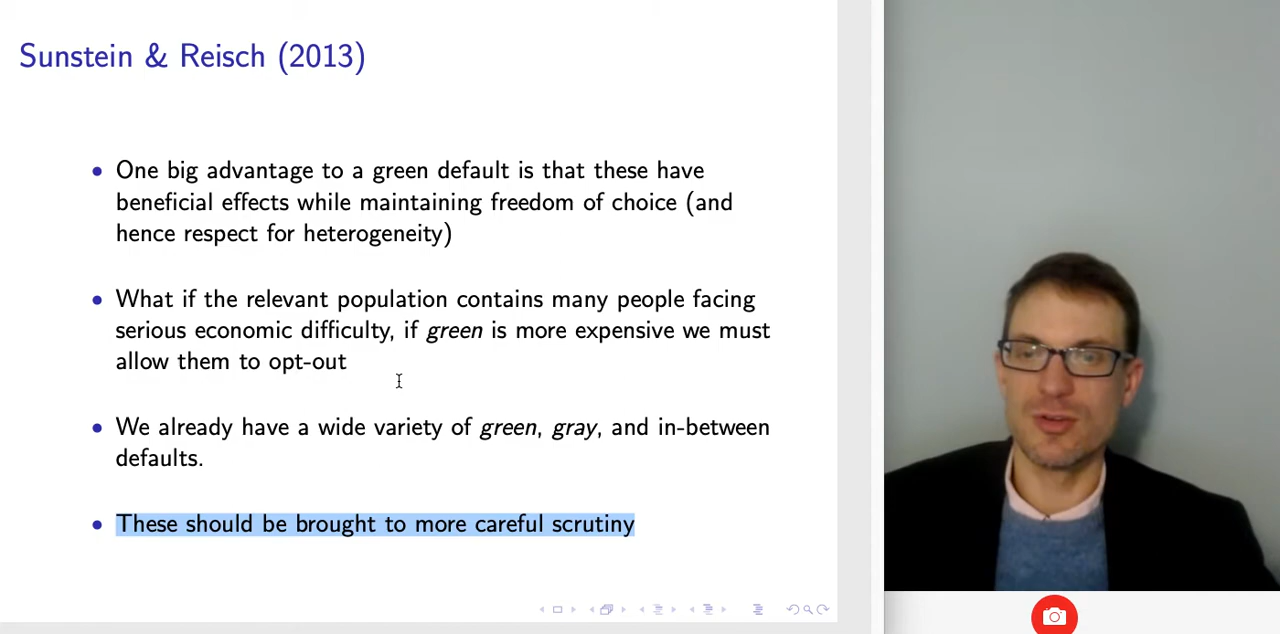 Sunstein & Reisch (2013)
• One big advantage to a green default is that these have
beneficial effects while maintaining freedom of choice (and
hence respect for heterogeneity)
• What if the relevant population contains many people facing
serious economic difficulty, if green is more expensive we must
allow them to opt-out
• We already have a wide variety of green, gray, and in-between
defaults.
• These should be brought to more careful scrutiny